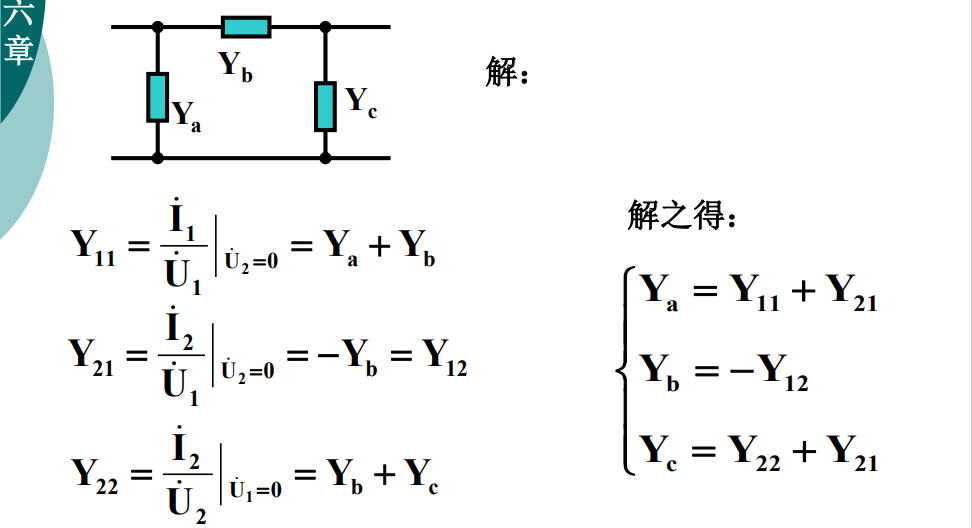 六
章
Y_b
Y_a
Y_c
解：
Y₁₁ = İ₁/U̇₁ |_{U̇₂=0} = Y_a + Y_b
Y₂₁ = İ₂/U̇₁ |_{U̇₂=0} = −Y_b = Y₁₂
Y₂₂ = İ₂/U̇₂ |_{U̇₁=0} = Y_b + Y_c
解之得：
Y_a = Y₁₁ + Y₂₁
Y_b = −Y₁₂
Y_c = Y₂₂ + Y₂₁